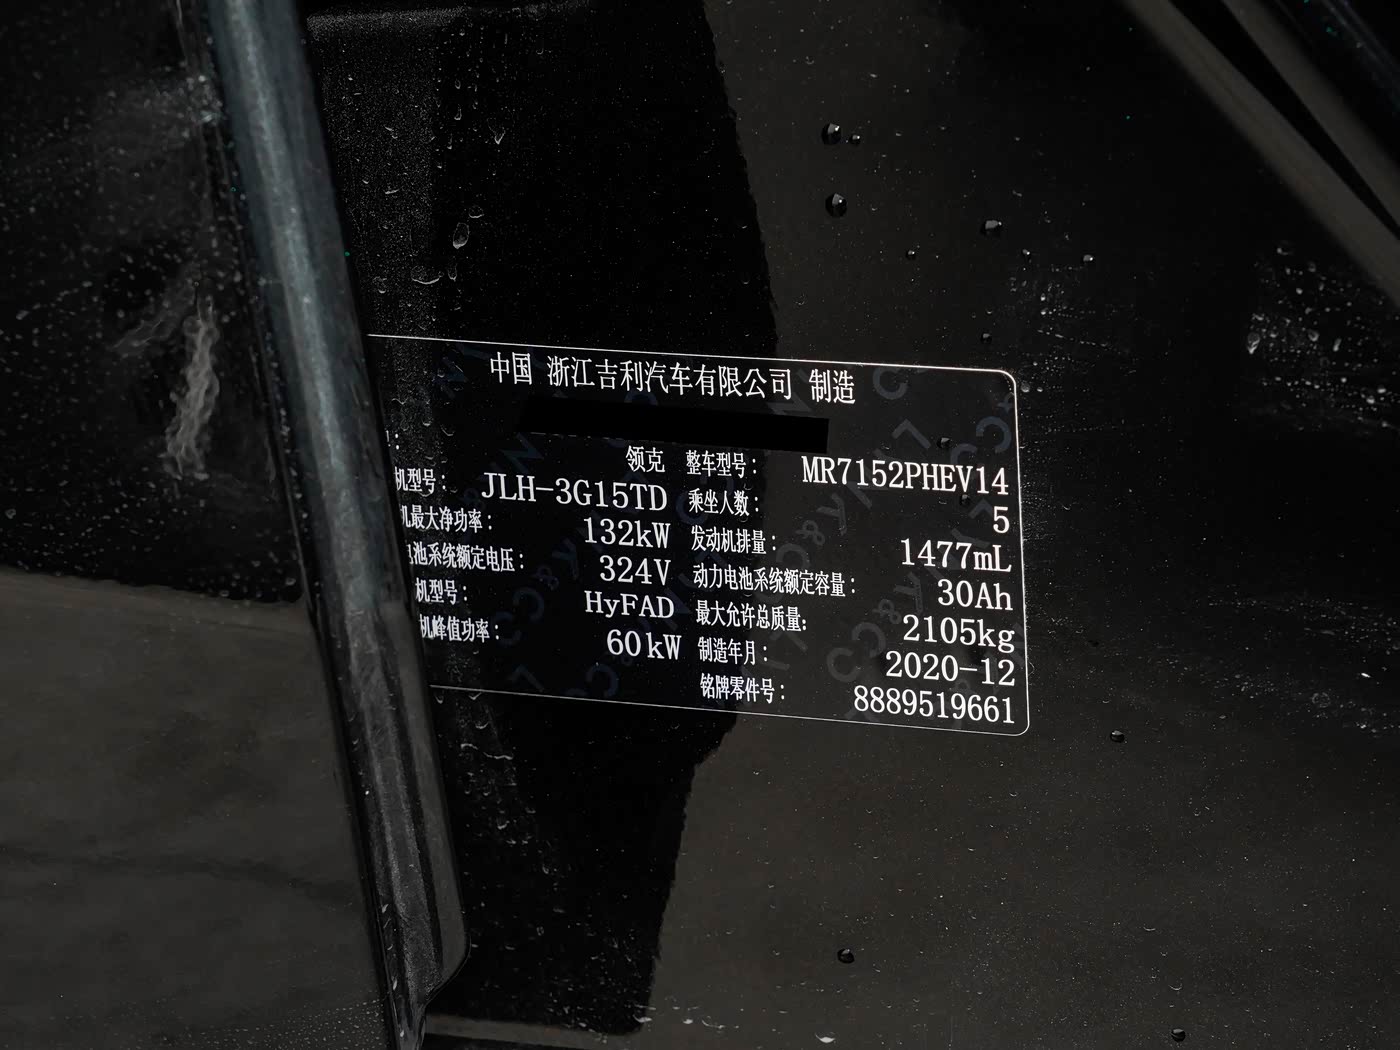 中国 浙江吉利汽车有限公司 制造
领克 整车型号: MR7152PHEV14
机型号: JLH-3G15TD 乘坐人数: 5
机最大净功率: 132kW 发动机排量: 1477mL
电池系统额定电压: 324V 动力电池系统额定容量: 30Ah
机型号: HyFAD 最大允许总质量: 2105kg
机峰值功率: 60kW 制造年月: 2020-12
铭牌零件号: 8889519661